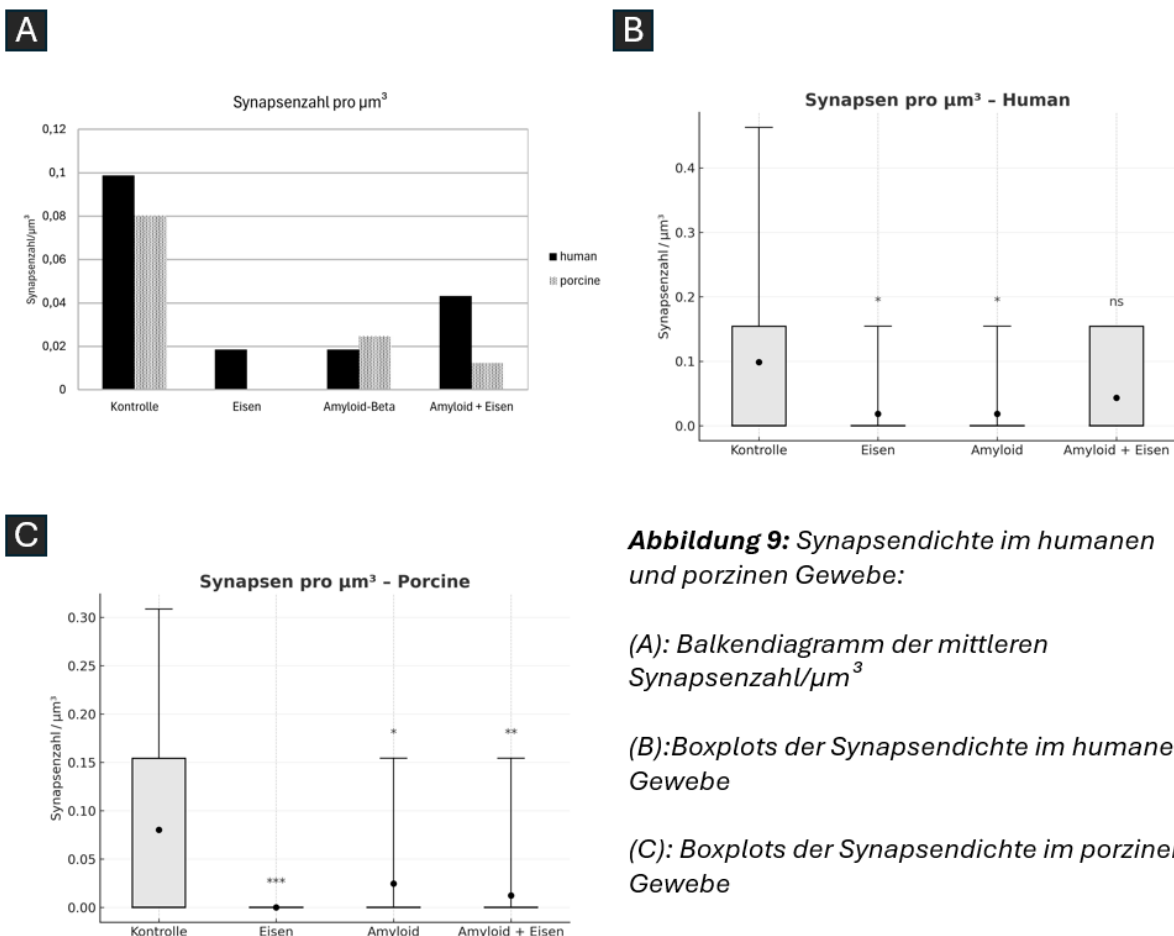 A
Synapsenzahl pro µm³
0,12
0,1
0,08
0,06
0,04
0,02
0
Synapsenzahl/µm³
Kontrolle Eisen Amyloid-Beta Amyloid + Eisen
human
porcine
B
Synapsen pro µm³ – Human
0.4
0.3
0.2
0.1
0.0
Synapsenzahl / µm³
* * ns
Kontrolle Eisen Amyloid Amyloid + Eisen
C
Synapsen pro µm³ – Porcine
0.30
0.25
0.20
0.15
0.10
0.05
0.00
Synapsenzahl / µm³
*** * **
Kontrolle Eisen Amyloid Amyloid + Eisen
Abbildung 9: Synapsendichte im humanen
und porzinen Gewebe:
(A): Balkendiagramm der mittleren
Synapsenzahl/µm³
(B):Boxplots der Synapsendichte im humane
Gewebe
(C): Boxplots der Synapsendichte im porzine
Gewebe